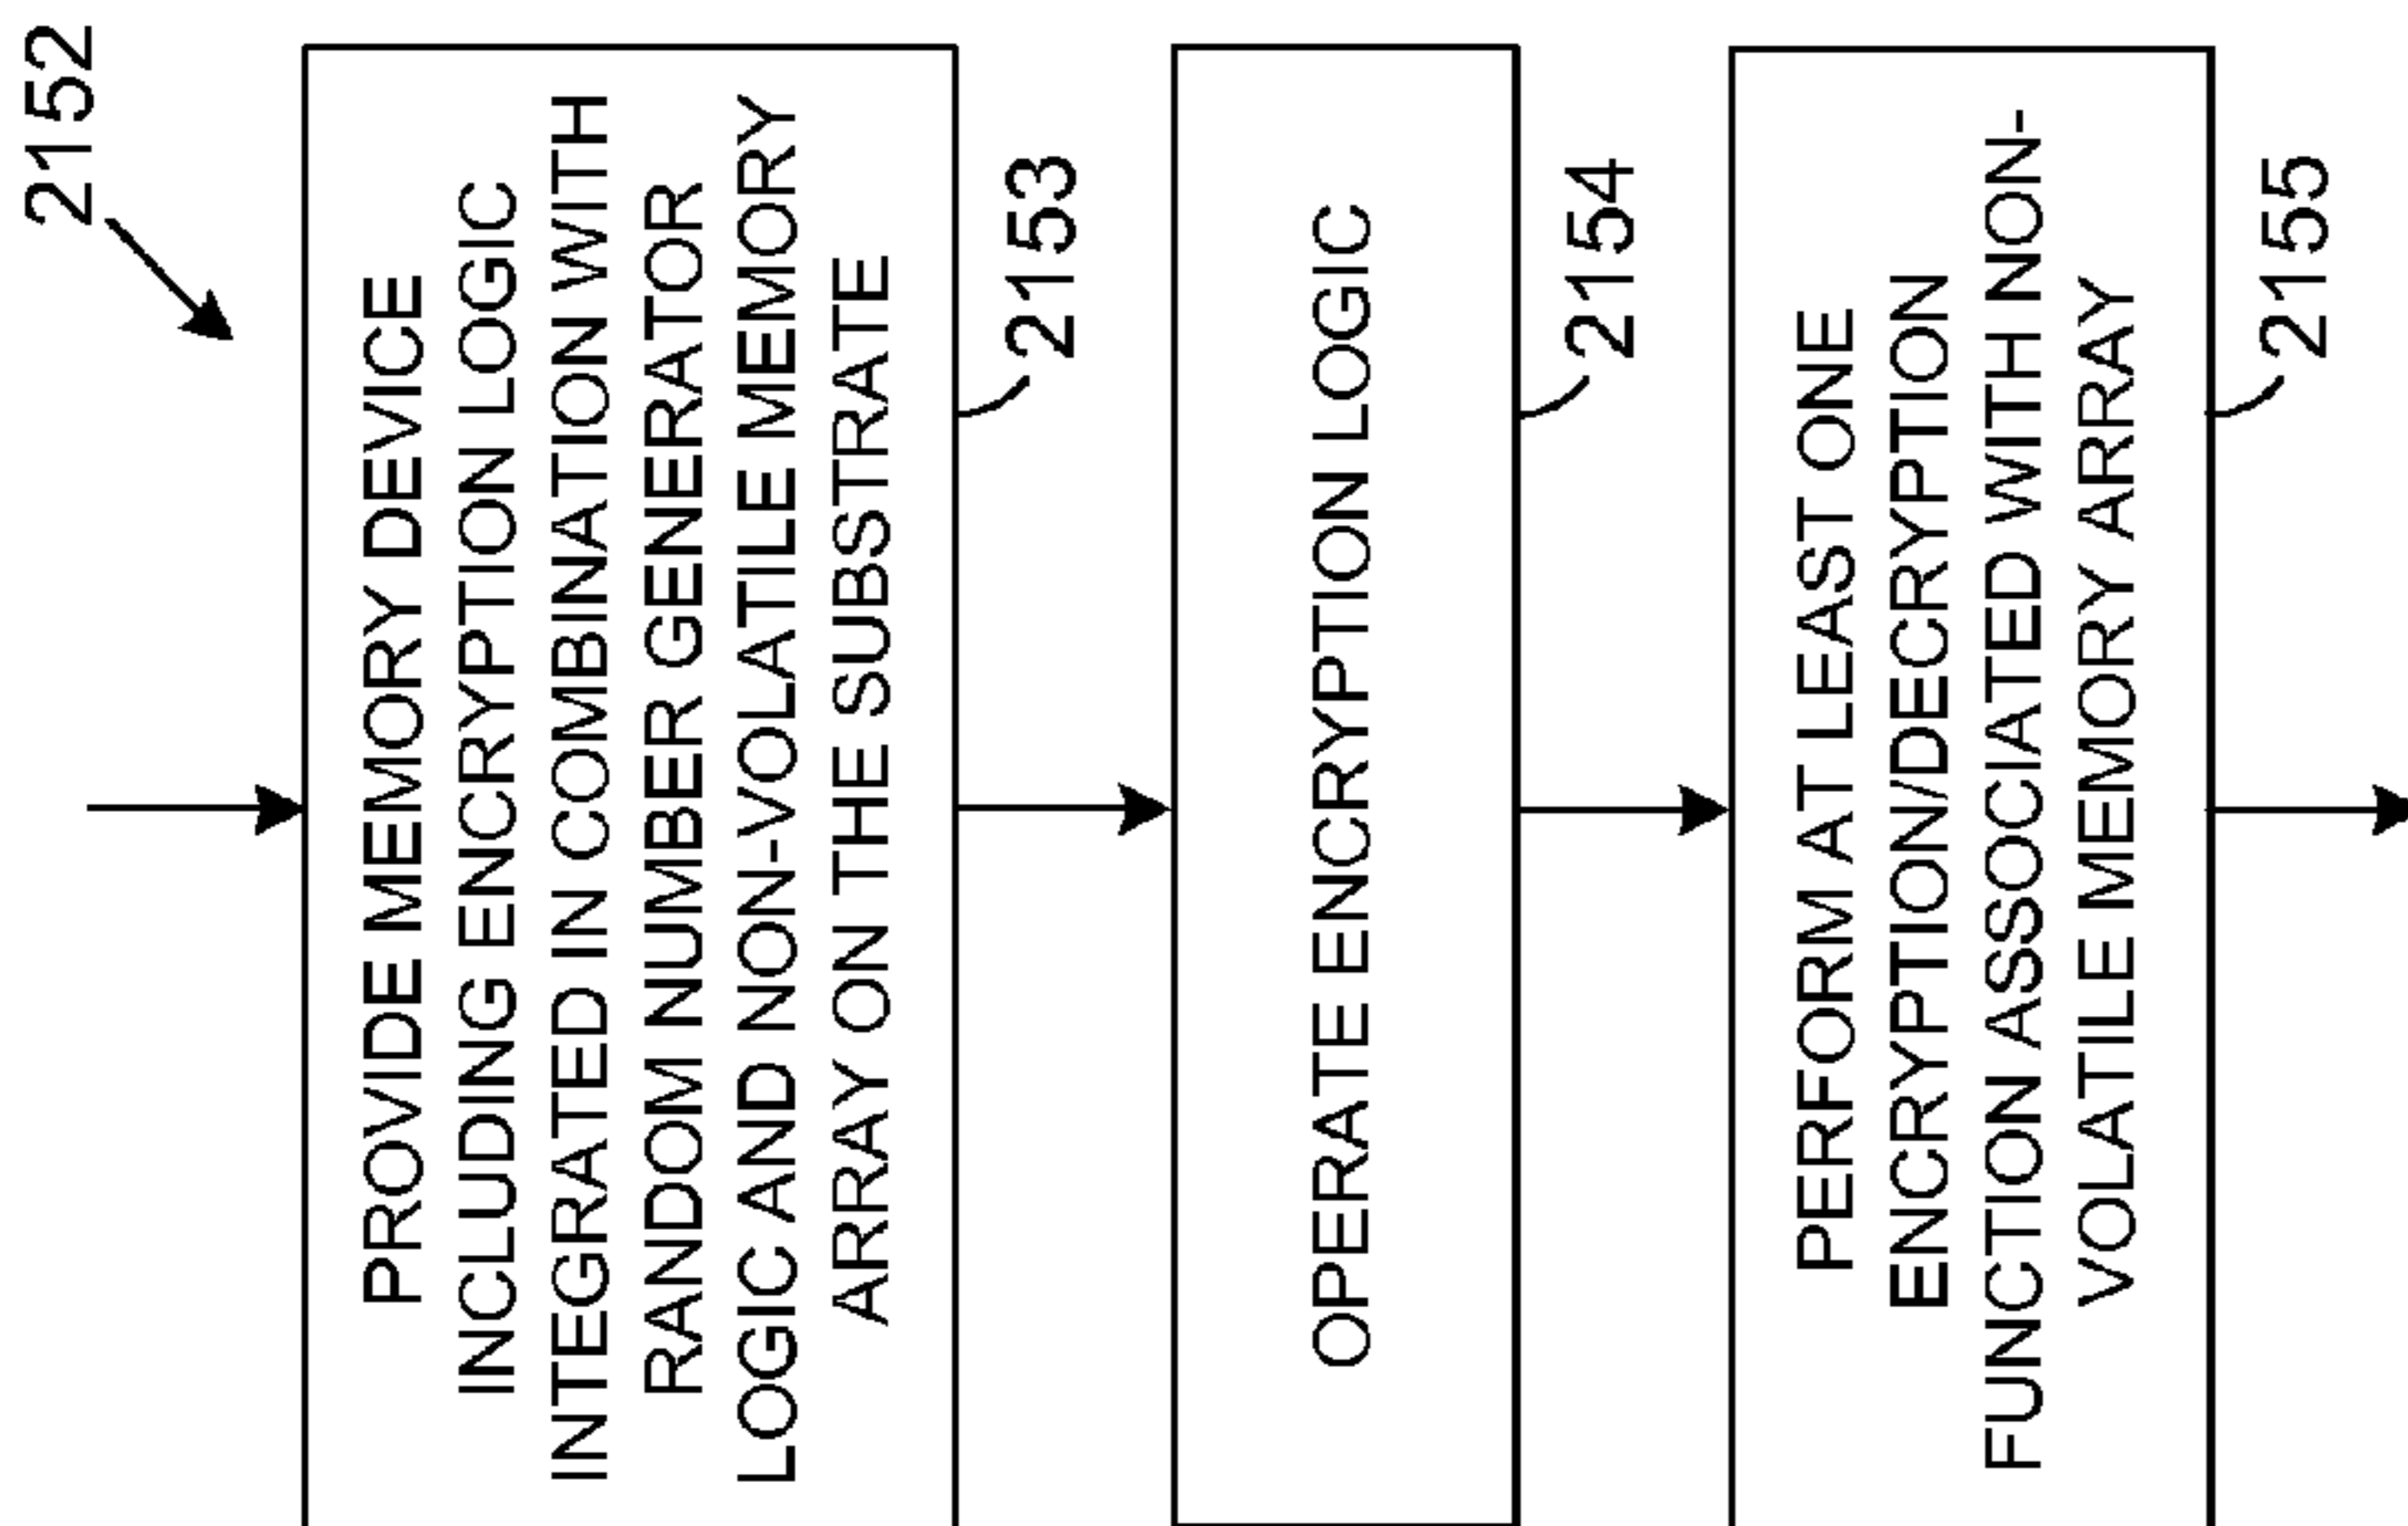 2152
PROVIDE MEMORY DEVICE
INCLUDING ENCRYPTION LOGIC
INTEGRATED IN COMBINATION WITH
RANDOM NUMBER GENERATOR
LOGIC AND NON-VOLATILE MEMORY
ARRAY ON THE SUBSTRATE
2153
OPERATE ENCRYPTION LOGIC
2154
PERFORM AT LEAST ONE
ENCRYPTION/DECRYPTION
FUNCTION ASSOCIATED WITH NON-
VOLATILE MEMORY ARRAY
2155